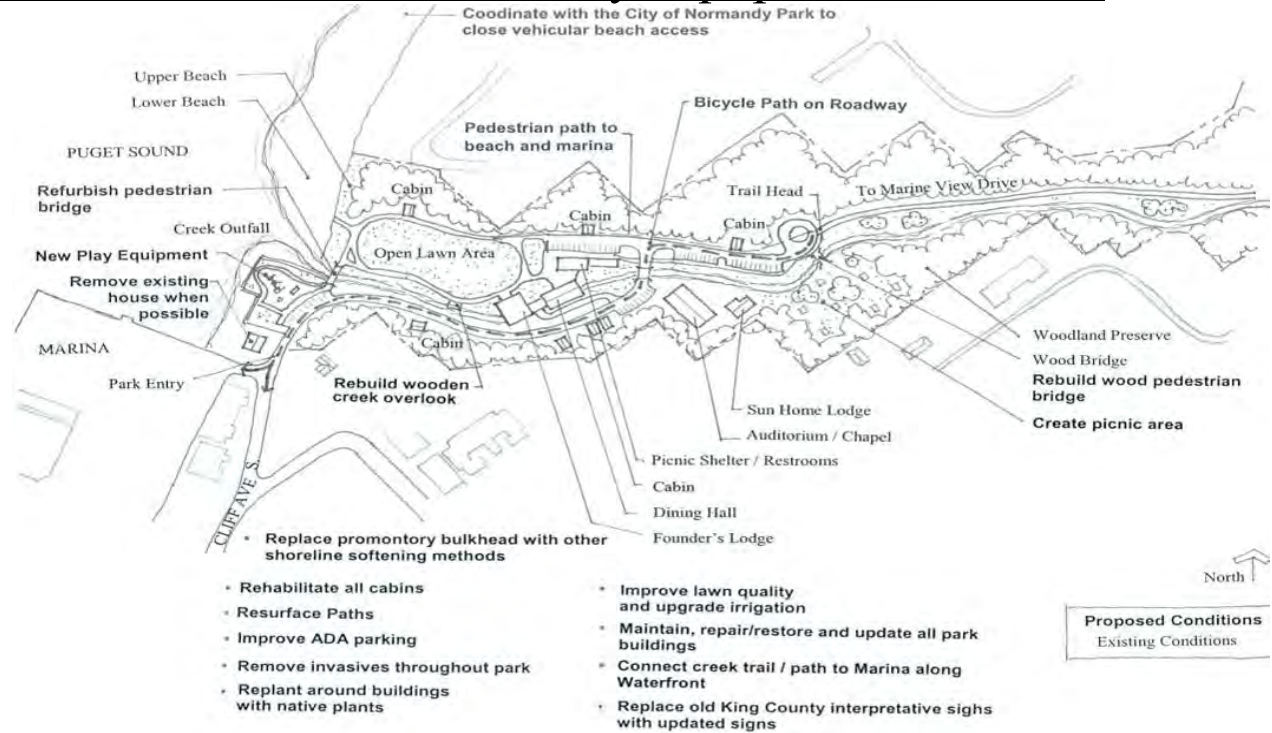 Coodinate with the City of Normandy Park to
close vehicular beach access
Upper Beach
Lower Beach
PUGET SOUND
Refurbish pedestrian
bridge
Creek Outfall
New Play Equipment
Remove existing
house when
possible
MARINA
Park Entry
CLIFF AVE S.
Pedestrian path to
beach and marina
Bicycle Path on Roadway
Cabin
Cabin
Trail Head
Cabin
To Marine View Drive
Open Lawn Area
Cabin
Rebuild wooden
creek overlook
Woodland Preserve
Wood Bridge
Rebuild wood pedestrian
bridge
Create picnic area
Sun Home Lodge
Auditorium / Chapel
Picnic Shelter / Restrooms
Cabin
Dining Hall
Founder's Lodge
• Replace promontory bulkhead with other
shoreline softening methods
• Rehabilitate all cabins
• Resurface Paths
• Improve ADA parking
• Remove invasives throughout park
• Replant around buildings
with native plants
• Improve lawn quality
and upgrade irrigation
• Maintain, repair/restore and update all park
buildings
• Connect creek trail / path to Marina along
Waterfront
• Replace old King County interpretative sighs
with updated signs
North
Proposed Conditions
Existing Conditions